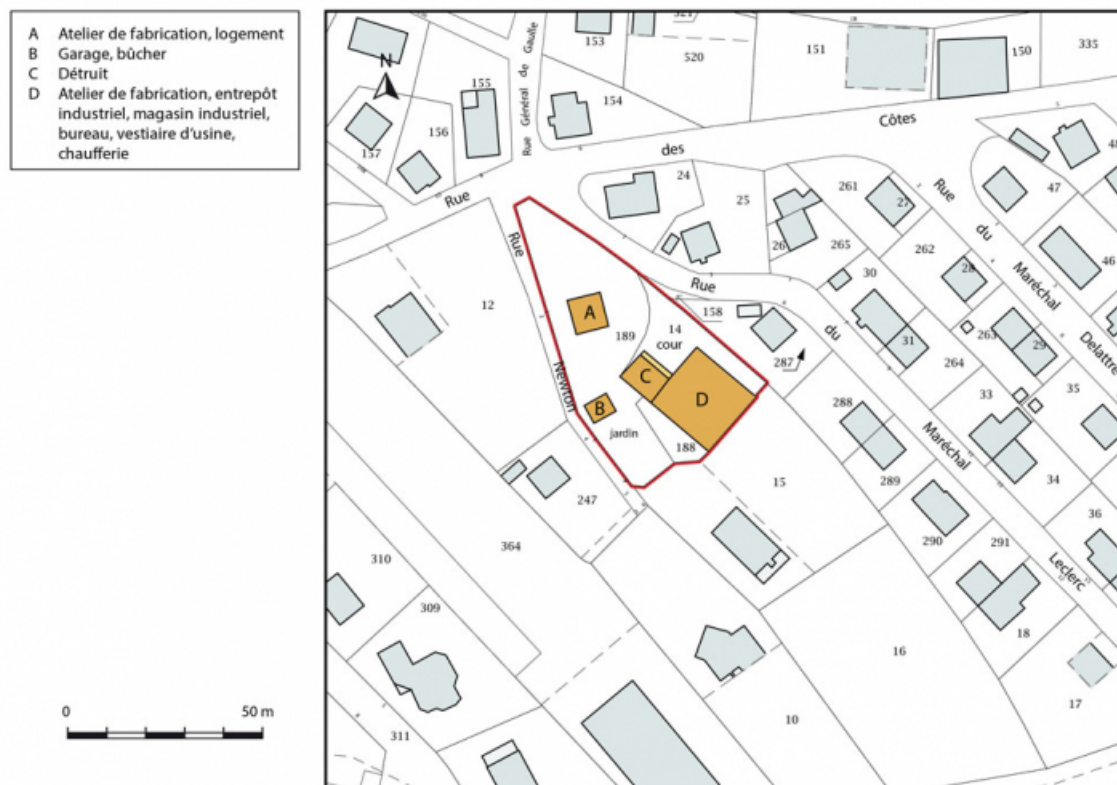 A Atelier de fabrication, logement
B Garage, bûcher
C Détruit
D Atelier de fabrication, entrepôt
industriel, magasin industriel,
bureau, vestiaire d'usine,
chaufferie
N
0 50 m
Rue Général de Gaulle
Rue des Côtes
Rue Newton
Rue du Maréchal Leclerc
Rue du Maréchal Delattre
153
520
151
150
335
155
154
156
157
24
25
26
261
27
265
262
47
46
30
28
12
A
189
14
cour
158
287
31
264
263
29
35
C
D
B
jardin
188
288
33
289
34
36
15
247
364
290
291
310
309
18
16
17
10
311